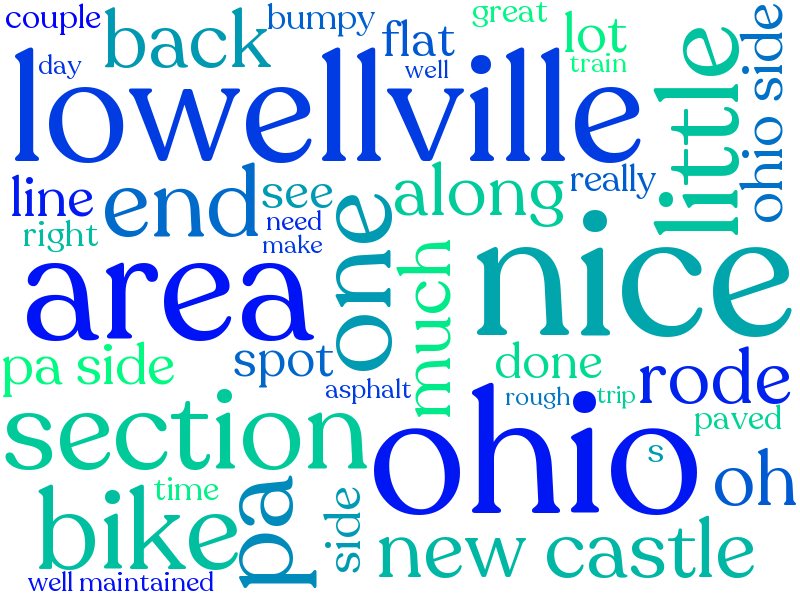 couple
back
bumpy
great
flat
lot
day
well
train
lowellville
little
ohio side
line
end
see
along
really
right
need
make
one
area
much
nice
pa side
spot
done
rode
asphalt
rough
trip
paved
section
ohio
s
oh
bike
time
pa
side
new castle
well maintained